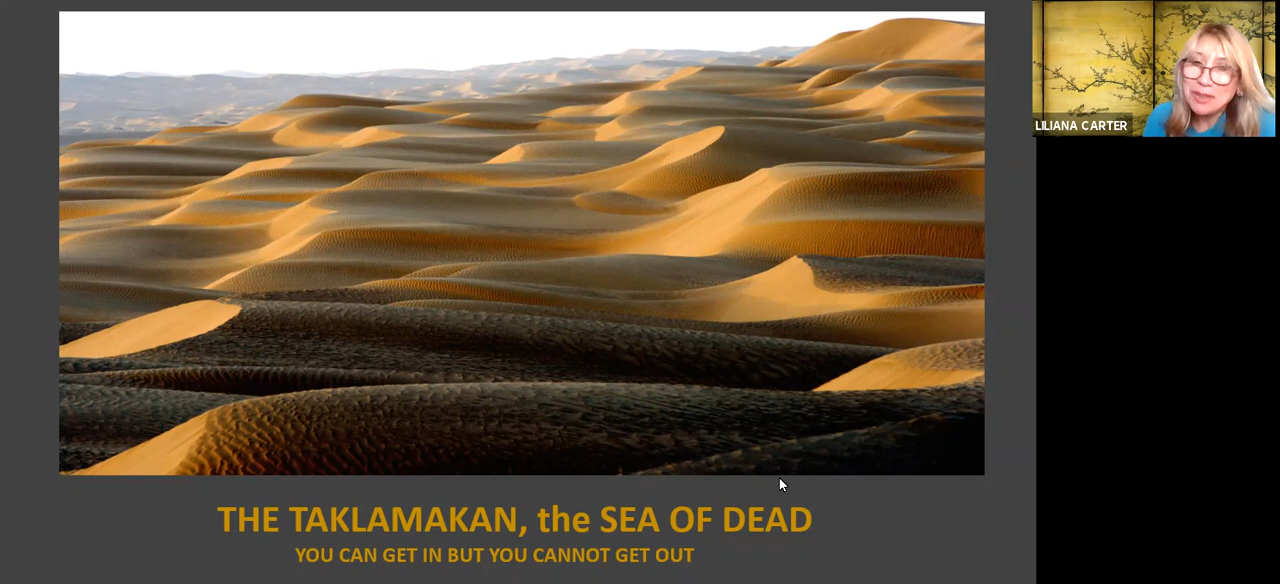 LILIANA CARTER
THE TAKLAMAKAN, the SEA OF DEAD
YOU CAN GET IN BUT YOU CANNOT GET OUT